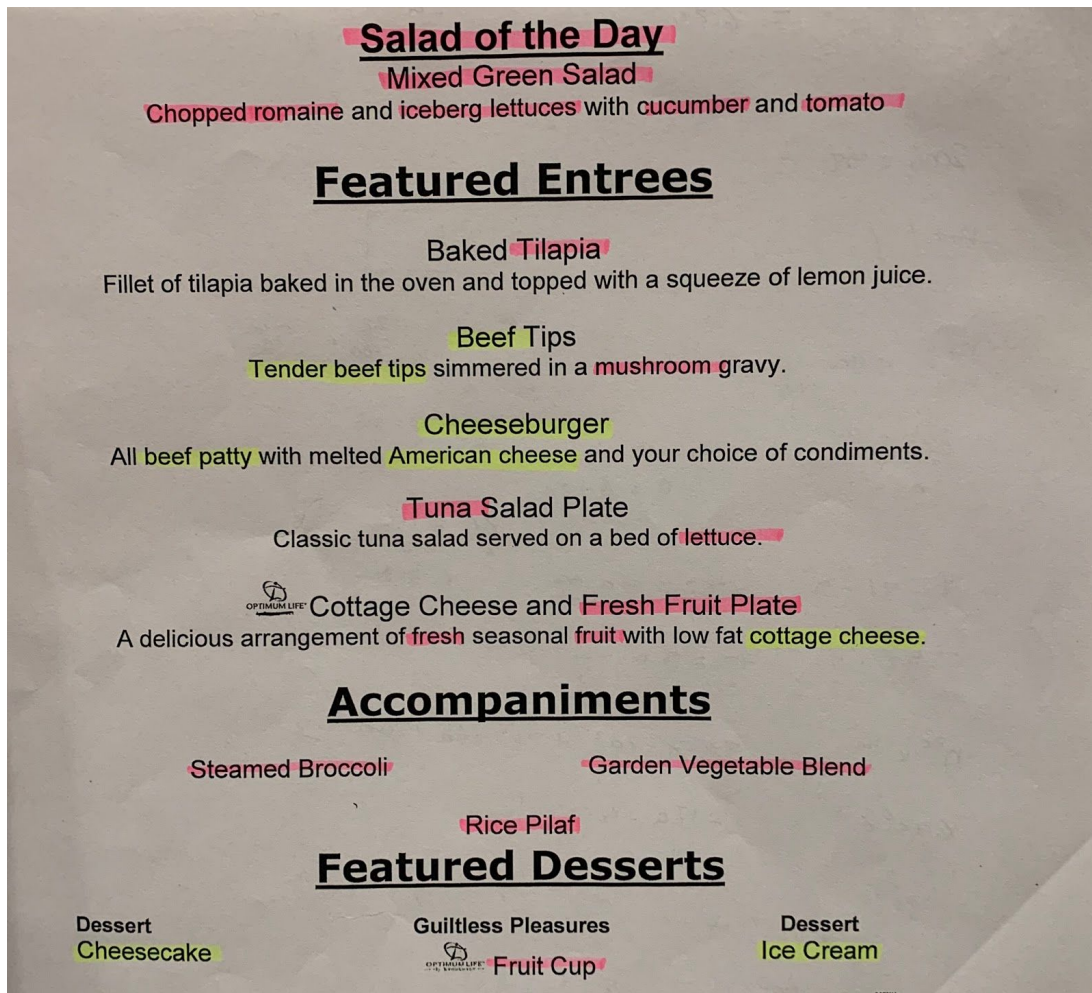 Salad of the Day
Mixed Green Salad
Chopped romaine and iceberg lettuces with cucumber and tomato
Featured Entrees
Baked Tilapia
Fillet of tilapia baked in the oven and topped with a squeeze of lemon juice.
Beef Tips
Tender beef tips simmered in a mushroom gravy.
Cheeseburger
All beef patty with melted American cheese and your choice of condiments.
Tuna Salad Plate
Classic tuna salad served on a bed of lettuce.
OPTIMUM LIFE® Cottage Cheese and Fresh Fruit Plate
A delicious arrangement of fresh seasonal fruit with low fat cottage cheese.
Accompaniments
Steamed Broccoli Garden Vegetable Blend
Rice Pilaf
Featured Desserts
Dessert Guiltless Pleasures Dessert
Cheesecake OPTIMUM LIFE® Fruit Cup Ice Cream